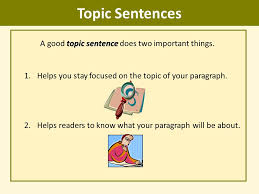 Topic Sentences
A good topic sentence does two important things.
1. Helps you stay focused on the topic of your paragraph.
2. Helps readers to know what your paragraph will be about.